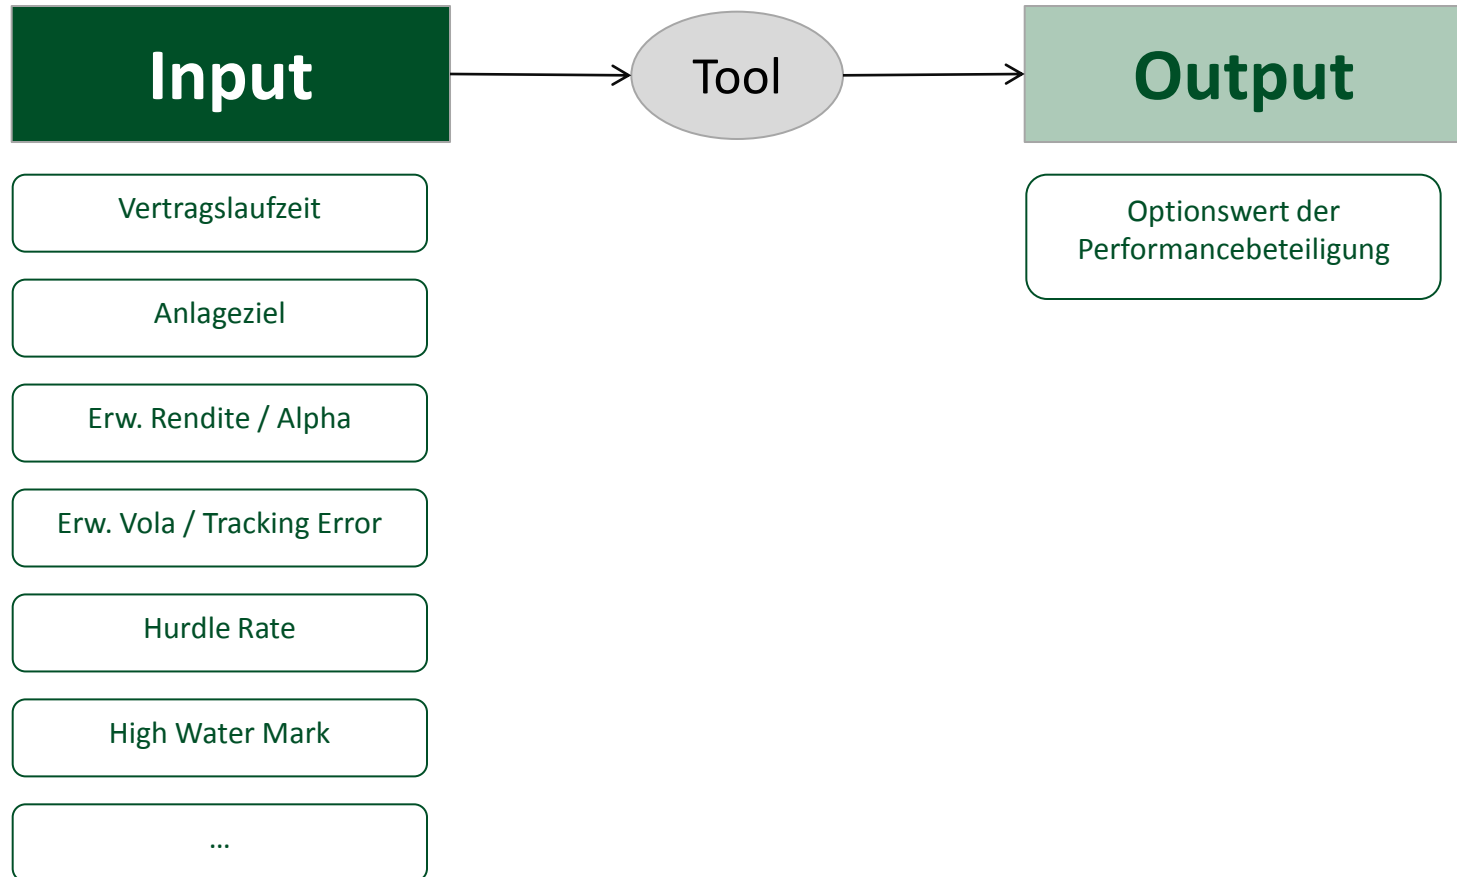 Input
Tool
Output
Vertragslaufzeit
Anlageziel
Erw. Rendite / Alpha
Erw. Vola / Tracking Error
Hurdle Rate
High Water Mark
...
Optionswert der
Performancebeteiligung